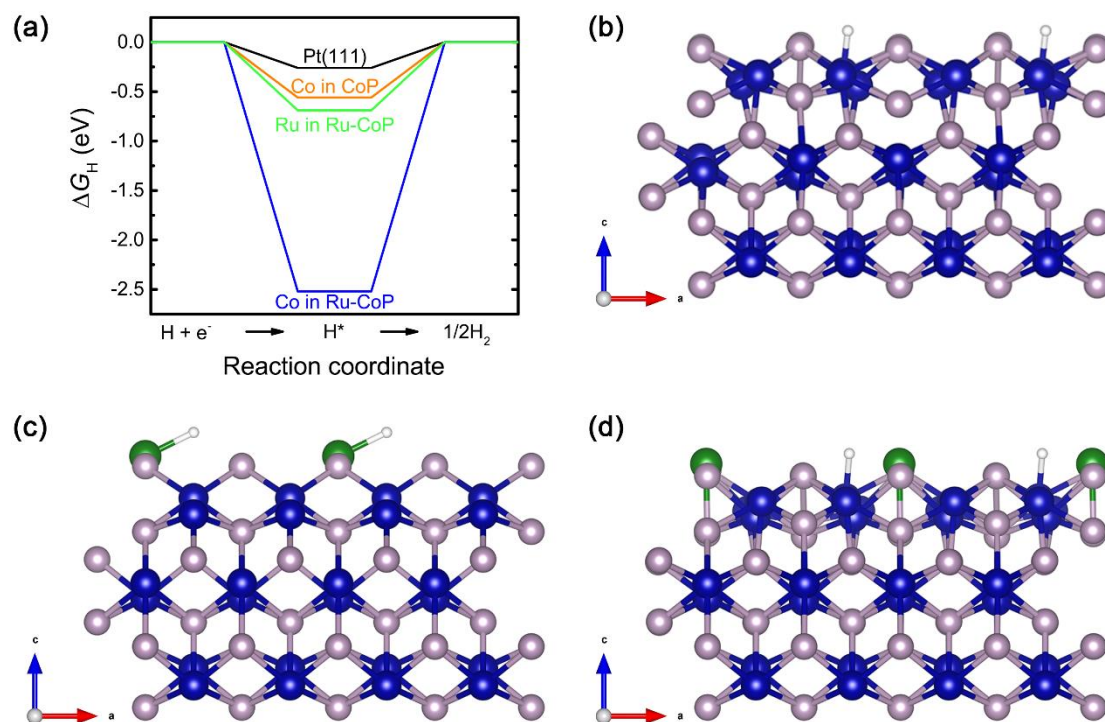 (a)
0.0
-0.5
-1.0
-1.5
-2.0
-2.5
ΔG_H (eV)
Pt(111)
Co in CoP
Ru in Ru-CoP
Co in Ru-CoP
H + e⁻ → H* → 1/2H₂
Reaction coordinate
(b)
c
a
(c)
c
a
(d)
c
a